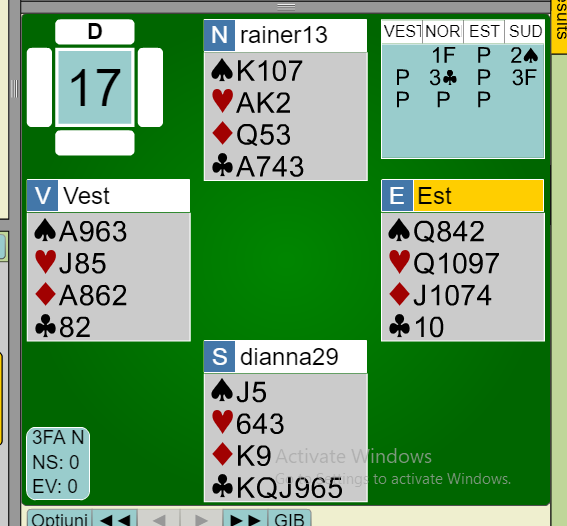 D
17
N rainer13
♠K107
♥AK2
♦Q53
♣A743
VEST NOR EST SUD
1F P 2♠
P 3♣ P 3F
P P P
V Vest
♠A963
♥J85
♦A862
♣82
E Est
♠Q842
♥Q1097
♦J1074
♣10
S dianna29
♠J5
♥643
♦K9
♣KQJ965
3FA N
NS: 0
EV: 0
Activate Windows
Go to Settings to activate Windows.
Optiuni ◄◄ ◄ ► ►► GIB